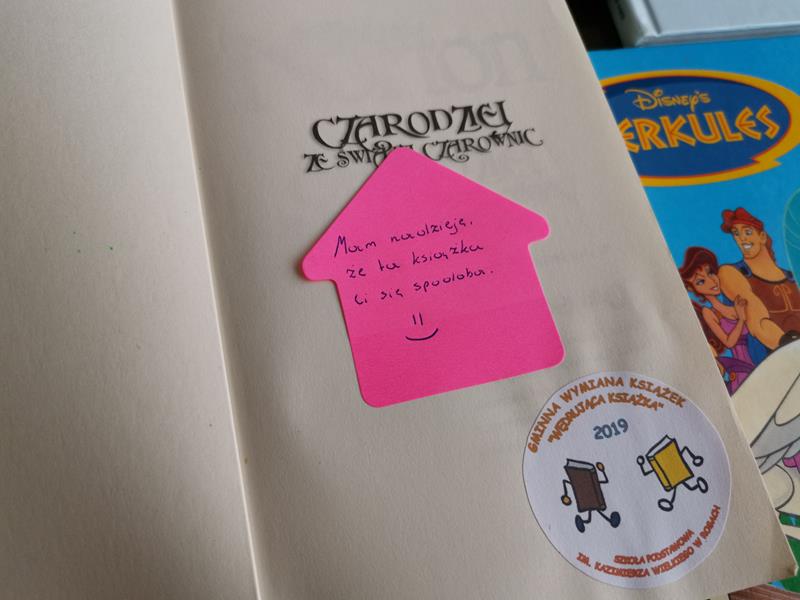 CZARODZIEJ
ZE ŚWIATA CZAROWNIC
Mam nadzieję,
że ta książka
Ci się spodoba.
DISNEY'S
HERKULES
GMINNA WYMIANA KSIĄŻEK
"WĘDRUJĄCA KSIĄŻKA"
2019
SZKOŁA PODSTAWOWA
IM. KAZIMIERZA WIELKIEGO W ROBACH